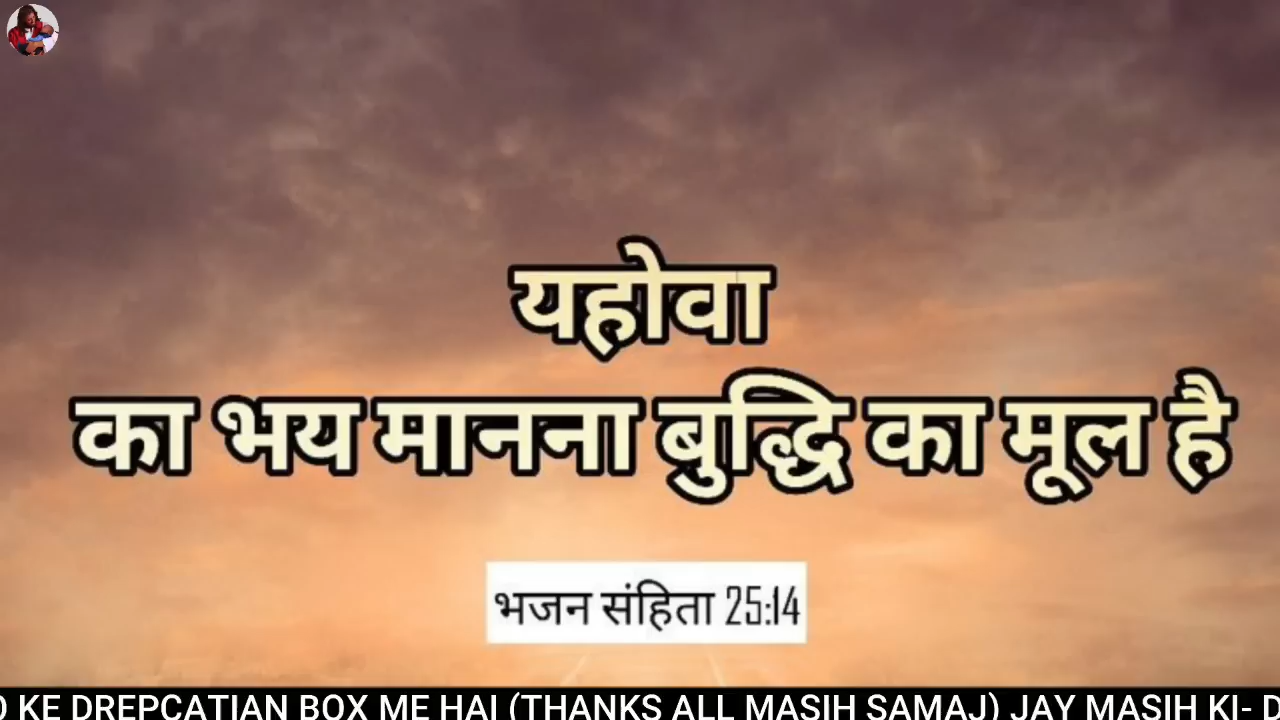 यहोवा
का भय मानना बुद्धि का मूल है
भजन संहिता 25:14
KE DREPCATIAN BOX ME HAI (THANKS ALL MASIH SAMAJ) JAY MASIH KI-